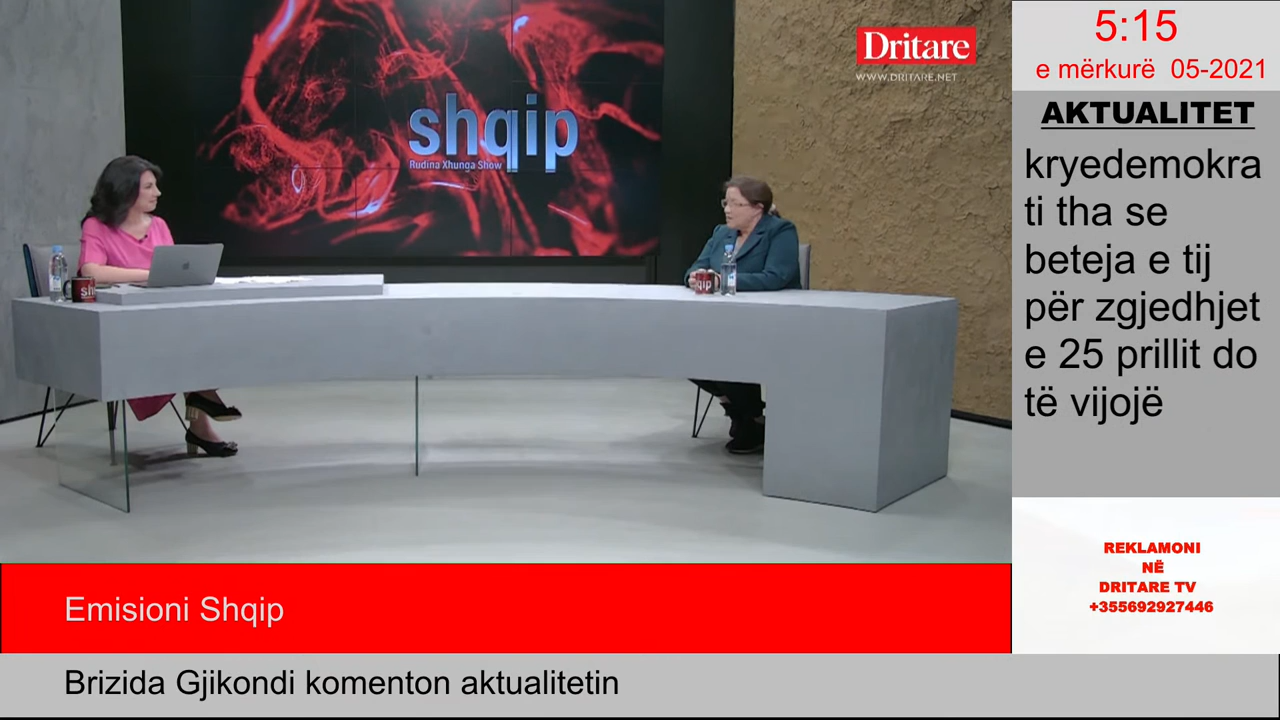 Dritare
WWW.DRITARE.NET
shqip
Rudina Xhunga Show
sh
qip
5:15
e mërkurë 05-2021
AKTUALITET
kryedemokra
ti tha se
beteja e tij
për zgjedhjet
e 25 prillit do
të vijojë
REKLAMONI
NË
DRITARE TV
+355692927446
Emisioni Shqip
Brizida Gjikondi komenton aktualitetin